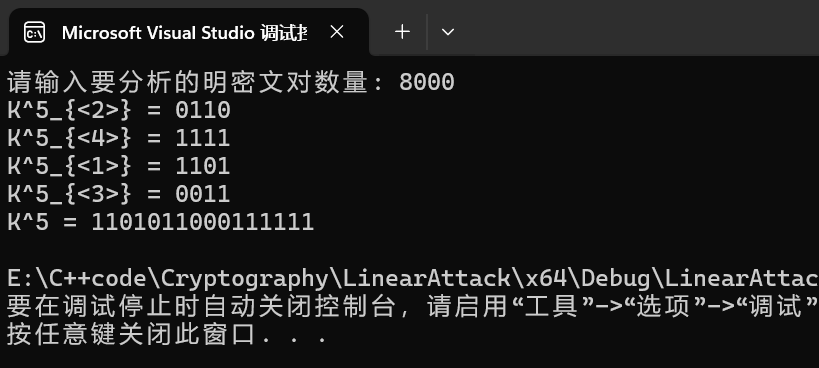 Microsoft Visual Studio 调试
请输入要分析的明密文对数量: 8000
K^5_{<2>} = 0110
K^5_{<4>} = 1111
K^5_{<1>} = 1101
K^5_{<3>} = 0011
K^5 = 1101011000111111
E:\C++code\Cryptography\LinearAttack\x64\Debug\LinearAttac
要在调试停止时自动关闭控制台，请启用“工具”->“选项”->“调试”
按任意键关闭此窗口. . .